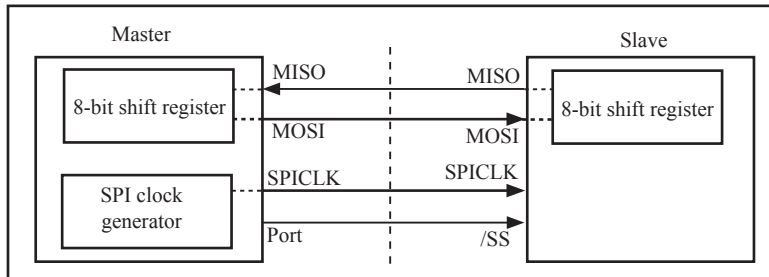 Master
Slave
MISO
MISO
8-bit shift register
8-bit shift register
MOSI
MOSI
SPICLK
SPICLK
SPI clock
generator
Port
/SS